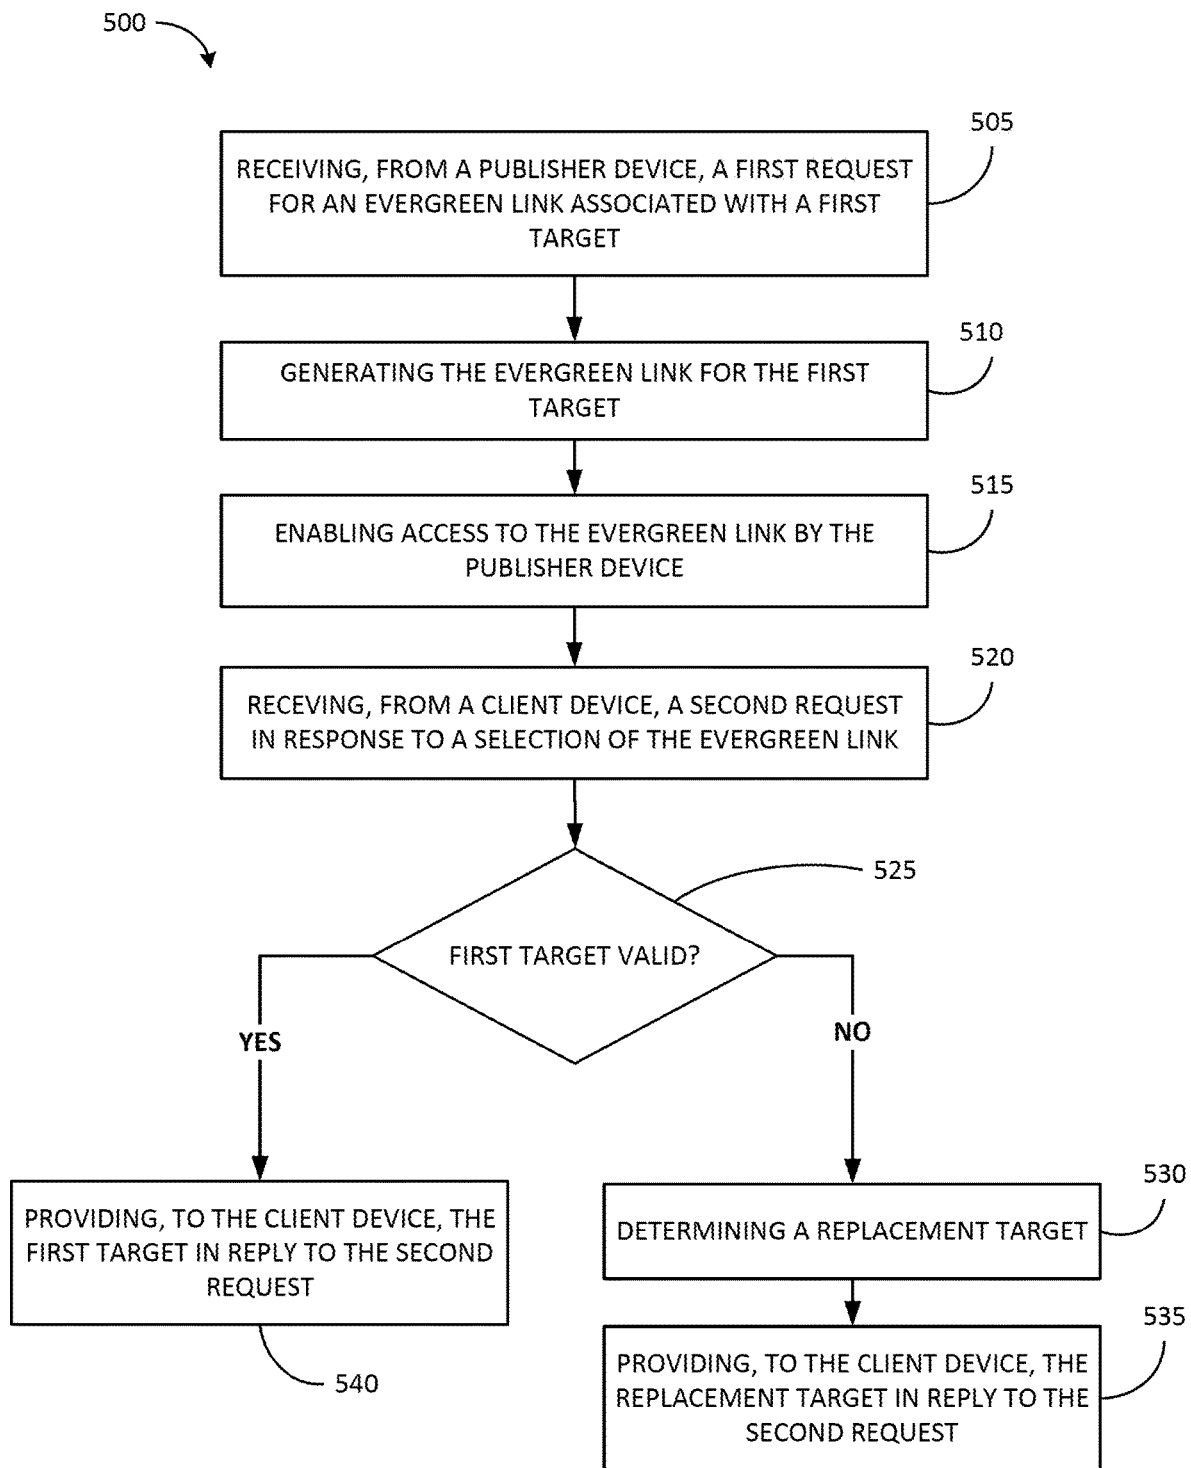 500
505
RECEIVING, FROM A PUBLISHER DEVICE, A FIRST REQUEST
FOR AN EVERGREEN LINK ASSOCIATED WITH A FIRST
TARGET
510
GENERATING THE EVERGREEN LINK FOR THE FIRST
TARGET
515
ENABLING ACCESS TO THE EVERGREEN LINK BY THE
PUBLISHER DEVICE
520
RECEVING, FROM A CLIENT DEVICE, A SECOND REQUEST
IN RESPONSE TO A SELECTION OF THE EVERGREEN LINK
525
FIRST TARGET VALID?
YES
NO
PROVIDING, TO THE CLIENT DEVICE, THE
FIRST TARGET IN REPLY TO THE SECOND
REQUEST
540
530
DETERMINING A REPLACEMENT TARGET
535
PROVIDING, TO THE CLIENT DEVICE, THE
REPLACEMENT TARGET IN REPLY TO THE
SECOND REQUEST